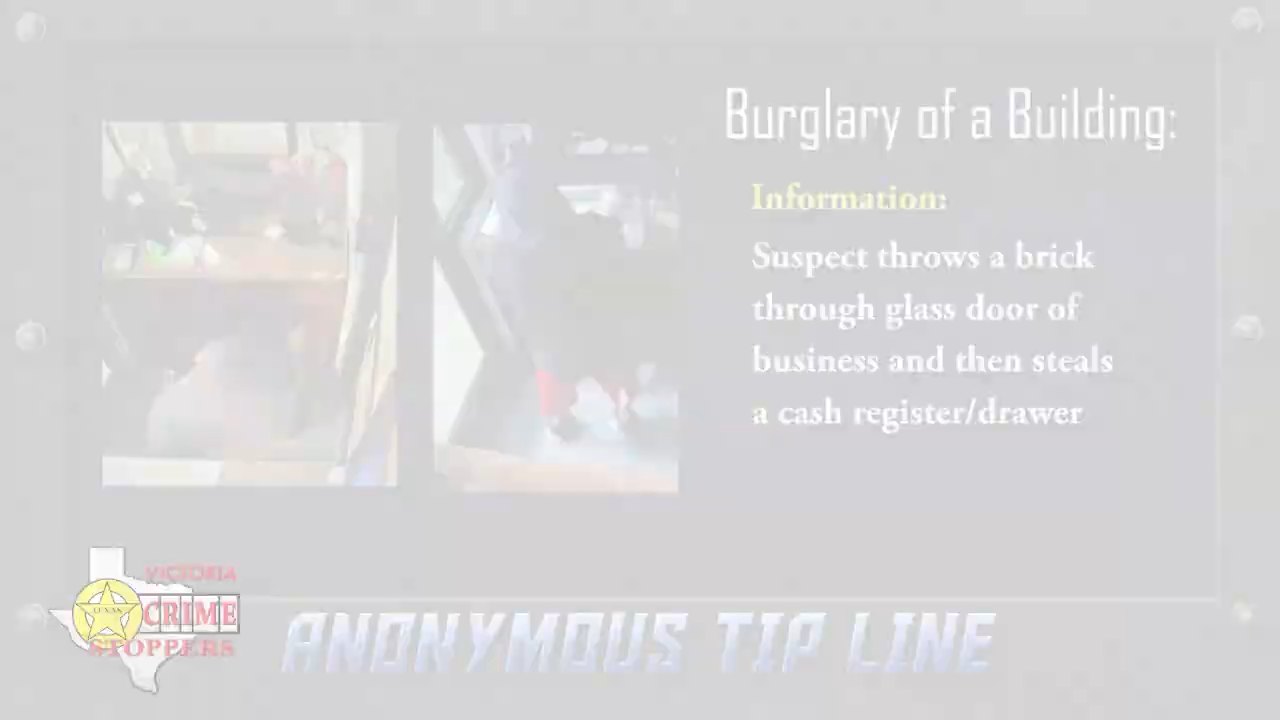 Burglary of a Building:
Information:
Suspect throws a brick
through glass door of
business and then steals
a cash register/drawer
VICTORIA
TEXAS
CRIME
STOPPERS
ANONYMOUS TIP LINE